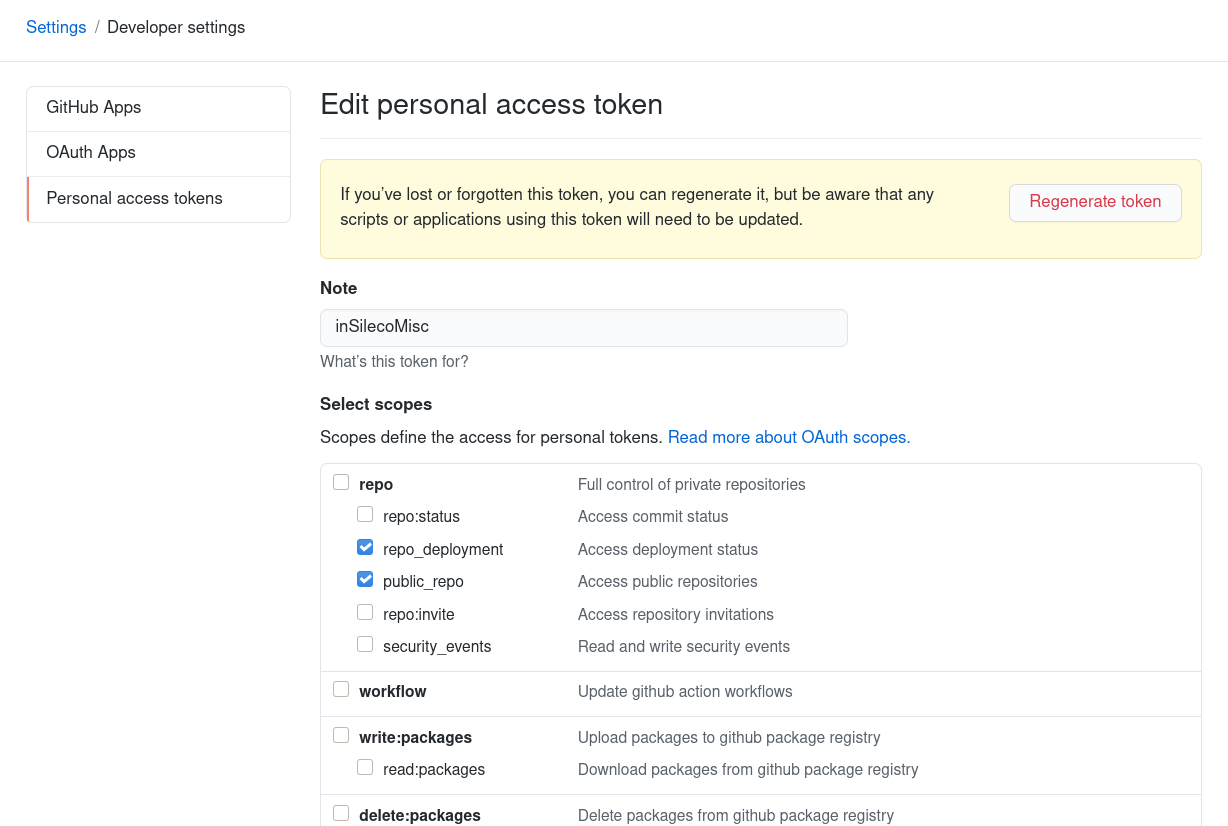 Settings / Developer settings
GitHub Apps
OAuth Apps
Personal access tokens
Edit personal access token
If you’ve lost or forgotten this token, you can regenerate it, but be aware that any
scripts or applications using this token will need to be updated.
Regenerate token
Note
inSilecoMisc
What’s this token for?
Select scopes
Scopes define the access for personal tokens. Read more about OAuth scopes.
repo Full control of private repositories
repo:status Access commit status
repo_deployment Access deployment status
public_repo Access public repositories
repo:invite Access repository invitations
security_events Read and write security events
workflow Update github action workflows
write:packages Upload packages to github package registry
read:packages Download packages from github package registry
delete:packages Delete packages from github package registry